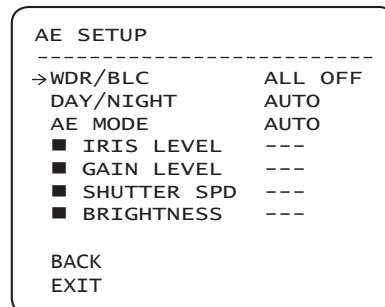 AE SETUP
---------------------------
→WDR/BLC ALL OFF
DAY/NIGHT AUTO
AE MODE AUTO
■ IRIS LEVEL ---
■ GAIN LEVEL ---
■ SHUTTER SPD ---
■ BRIGHTNESS ---
BACK
EXIT